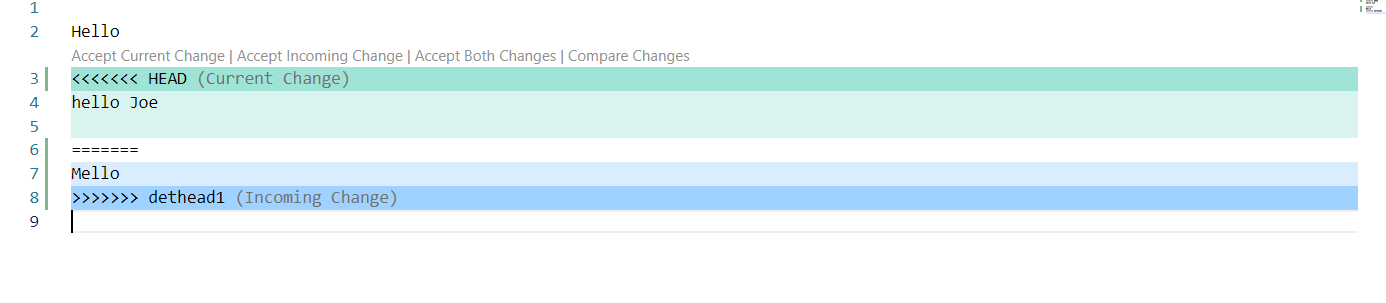 1
2 Hello
Accept Current Change | Accept Incoming Change | Accept Both Changes | Compare Changes
3 <<<<<<< HEAD (Current Change)
4 hello Joe
5
6 =======
7 Mello
8 >>>>>>> dethead1 (Incoming Change)
9